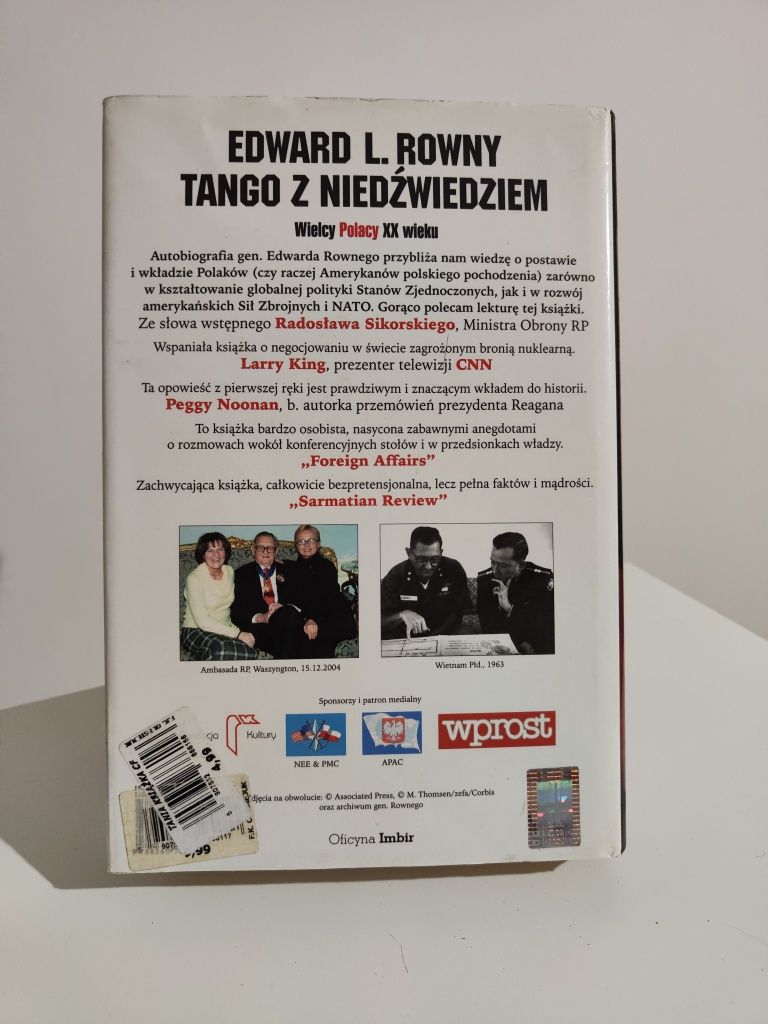 EDWARD L. ROWNY
TANGO Z NIEDŹWIEDZIEM
Wielcy Polacy XX wieku
Autobiografia gen. Edwarda Rownego przybliża nam wiedzę o postawie
i wkładzie Polaków (czy raczej Amerykanów polskiego pochodzenia) zarówno
w kształtowanie globalnej polityki Stanów Zjednoczonych, jak i w rozwój
amerykańskich Sił Zbrojnych i NATO. Gorąco polecam lekturę tej książki.
Ze słowa wstępnego Radosława Sikorskiego, Ministra Obrony RP
Wspaniała książka o negocjowaniu w świecie zagrożonym bronią nuklearną.
Larry King, prezenter telewizji CNN
Ta opowieść z pierwszej ręki jest prawdziwym i znaczącym wkładem do historii.
Peggy Noonan, b. autorka przemówień prezydenta Reagana
To książka bardzo osobista, nasycona zabawnymi anegdotami
o rozmowach wokół konferencyjnych stołów i w przedsionkach władzy.
„Foreign Affairs”
Zachwycająca książka, całkowicie bezpretensjonalna, lecz pełna faktów i mądrości.
„Sarmatian Review”
Ambasada RP, Waszyngton, 15.12.2004
Wietnam Płd., 1963
Sponsorzy i patron medialny
Kultury
NEE & PMC
APAC
wprost
TANIA KSIĄŻKA CF
4,99
djęcia na obwolucie: © Associated Press, © M. Thomsen/zefa/Corbis
oraz archiwum gen. Rownego
Oficyna Imbir